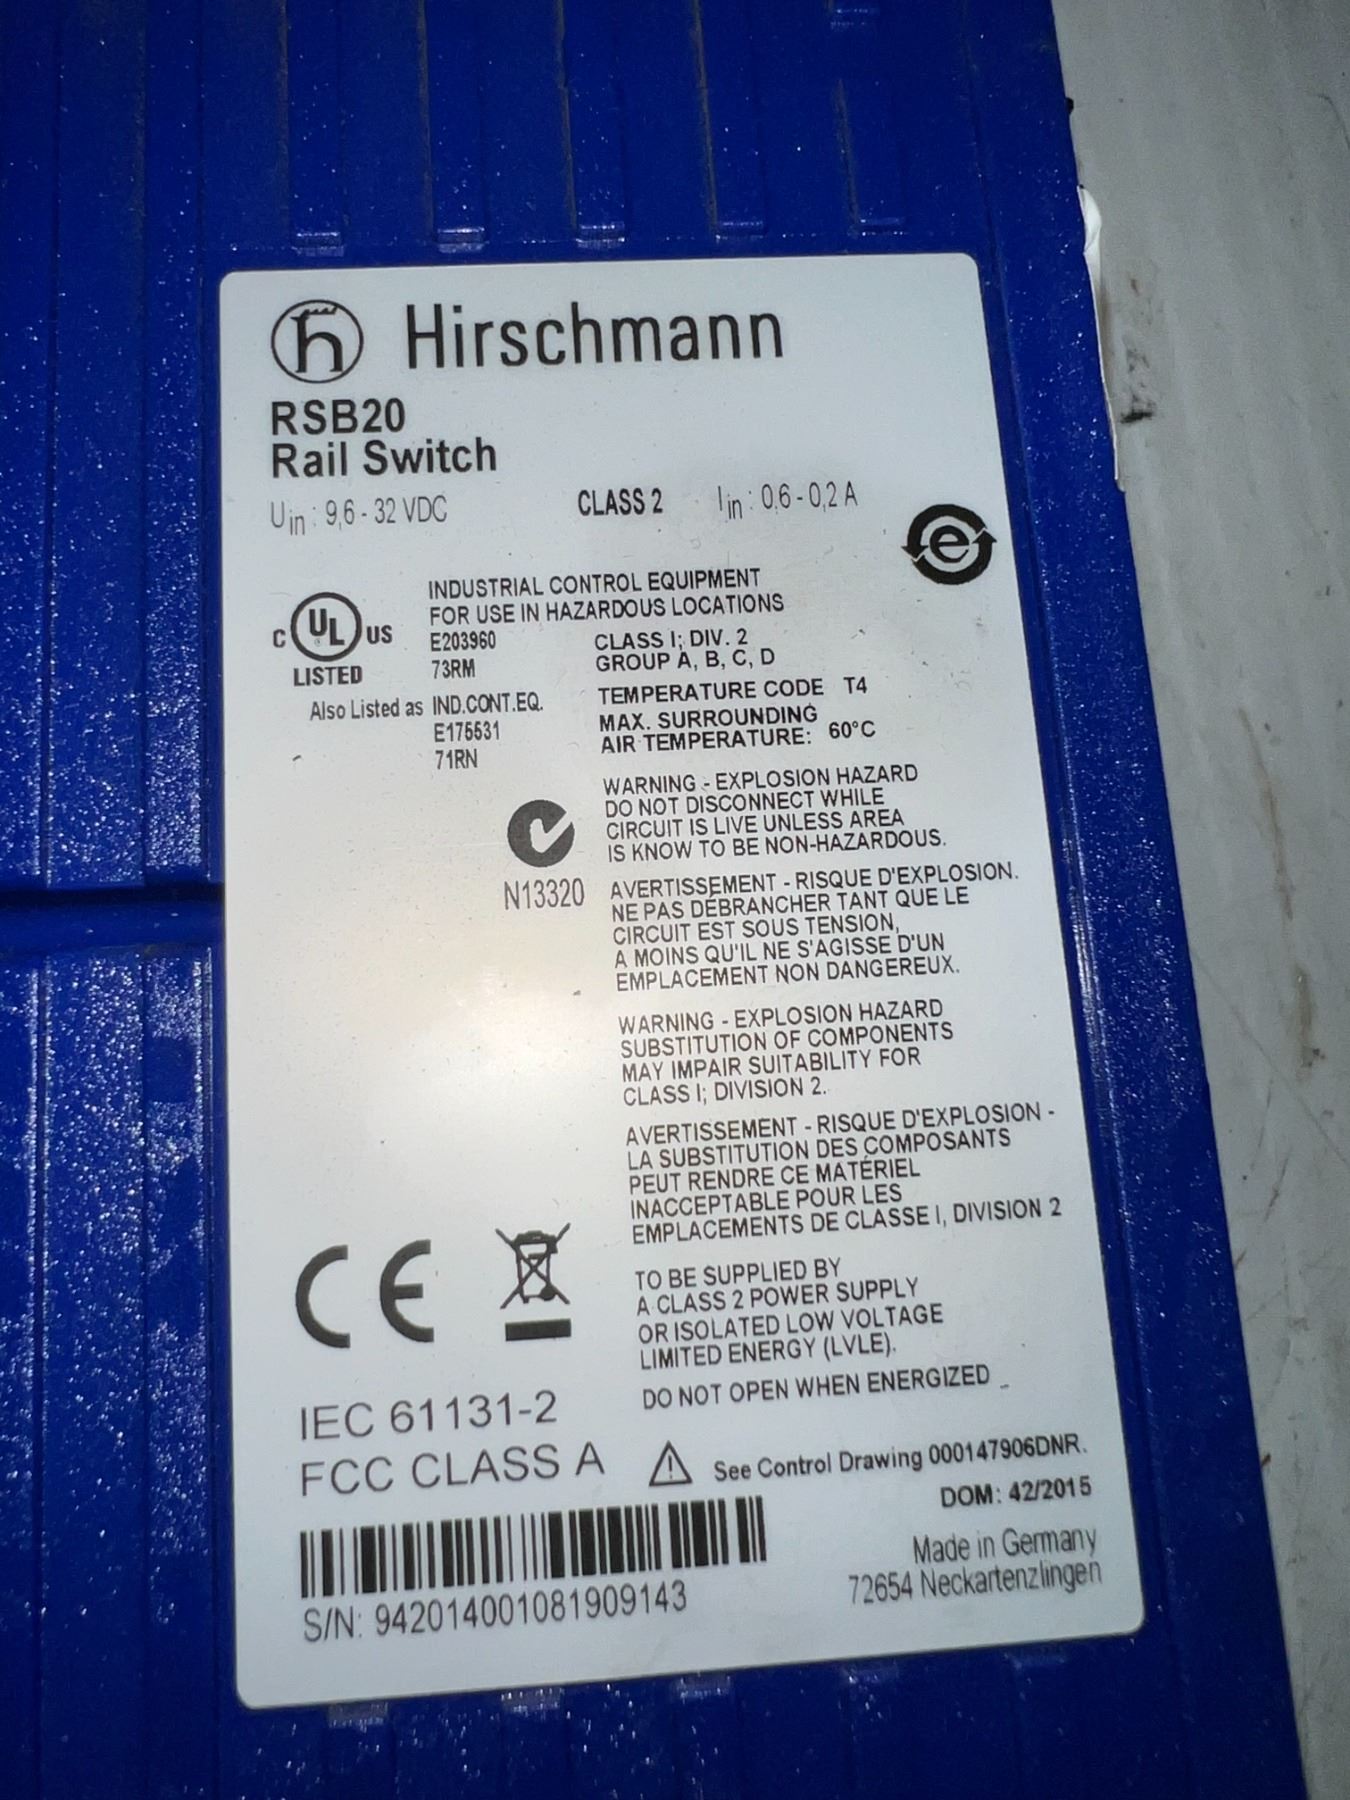 Hirschmann
RSB20
Rail Switch
Uin : 9,6 - 32 VDC CLASS 2 Iin : 0,6 - 0,2 A
INDUSTRIAL CONTROL EQUIPMENT
FOR USE IN HAZARDOUS LOCATIONS
C UL US
LISTED
E203960
73RM
CLASS I; DIV. 2
GROUP A, B, C, D
Also Listed as IND.CONT.EQ.
E175531
71RN
TEMPERATURE CODE T4
MAX. SURROUNDING
AIR TEMPERATURE: 60°C
e
N13320
WARNING - EXPLOSION HAZARD
DO NOT DISCONNECT WHILE
CIRCUIT IS LIVE UNLESS AREA
IS KNOW TO BE NON-HAZARDOUS.
AVERTISSEMENT - RISQUE D'EXPLOSION.
NE PAS DÉBRANCHER TANT QUE LE
CIRCUIT EST SOUS TENSION,
A MOINS QU'IL NE S'AGISSE D'UN
EMPLACEMENT NON DANGEREUX.
WARNING - EXPLOSION HAZARD
SUBSTITUTION OF COMPONENTS
MAY IMPAIR SUITABILITY FOR
CLASS I; DIVISION 2.
AVERTISSEMENT - RISQUE D'EXPLOSION -
LA SUBSTITUTION DES COMPOSANTS
PEUT RENDRE CE MATÉRIEL
INACCEPTABLE POUR LES
EMPLACEMENTS DE CLASSE I, DIVISION 2
TO BE SUPPLIED BY
A CLASS 2 POWER SUPPLY
OR ISOLATED LOW VOLTAGE
LIMITED ENERGY (LVLE).
DO NOT OPEN WHEN ENERGIZED
CE
IEC 61131-2
FCC CLASS A
See Control Drawing 000147906DNR.
DOM: 42/2015
Made in Germany
72654 Neckartenzlingen
S/N: 942014001081909143